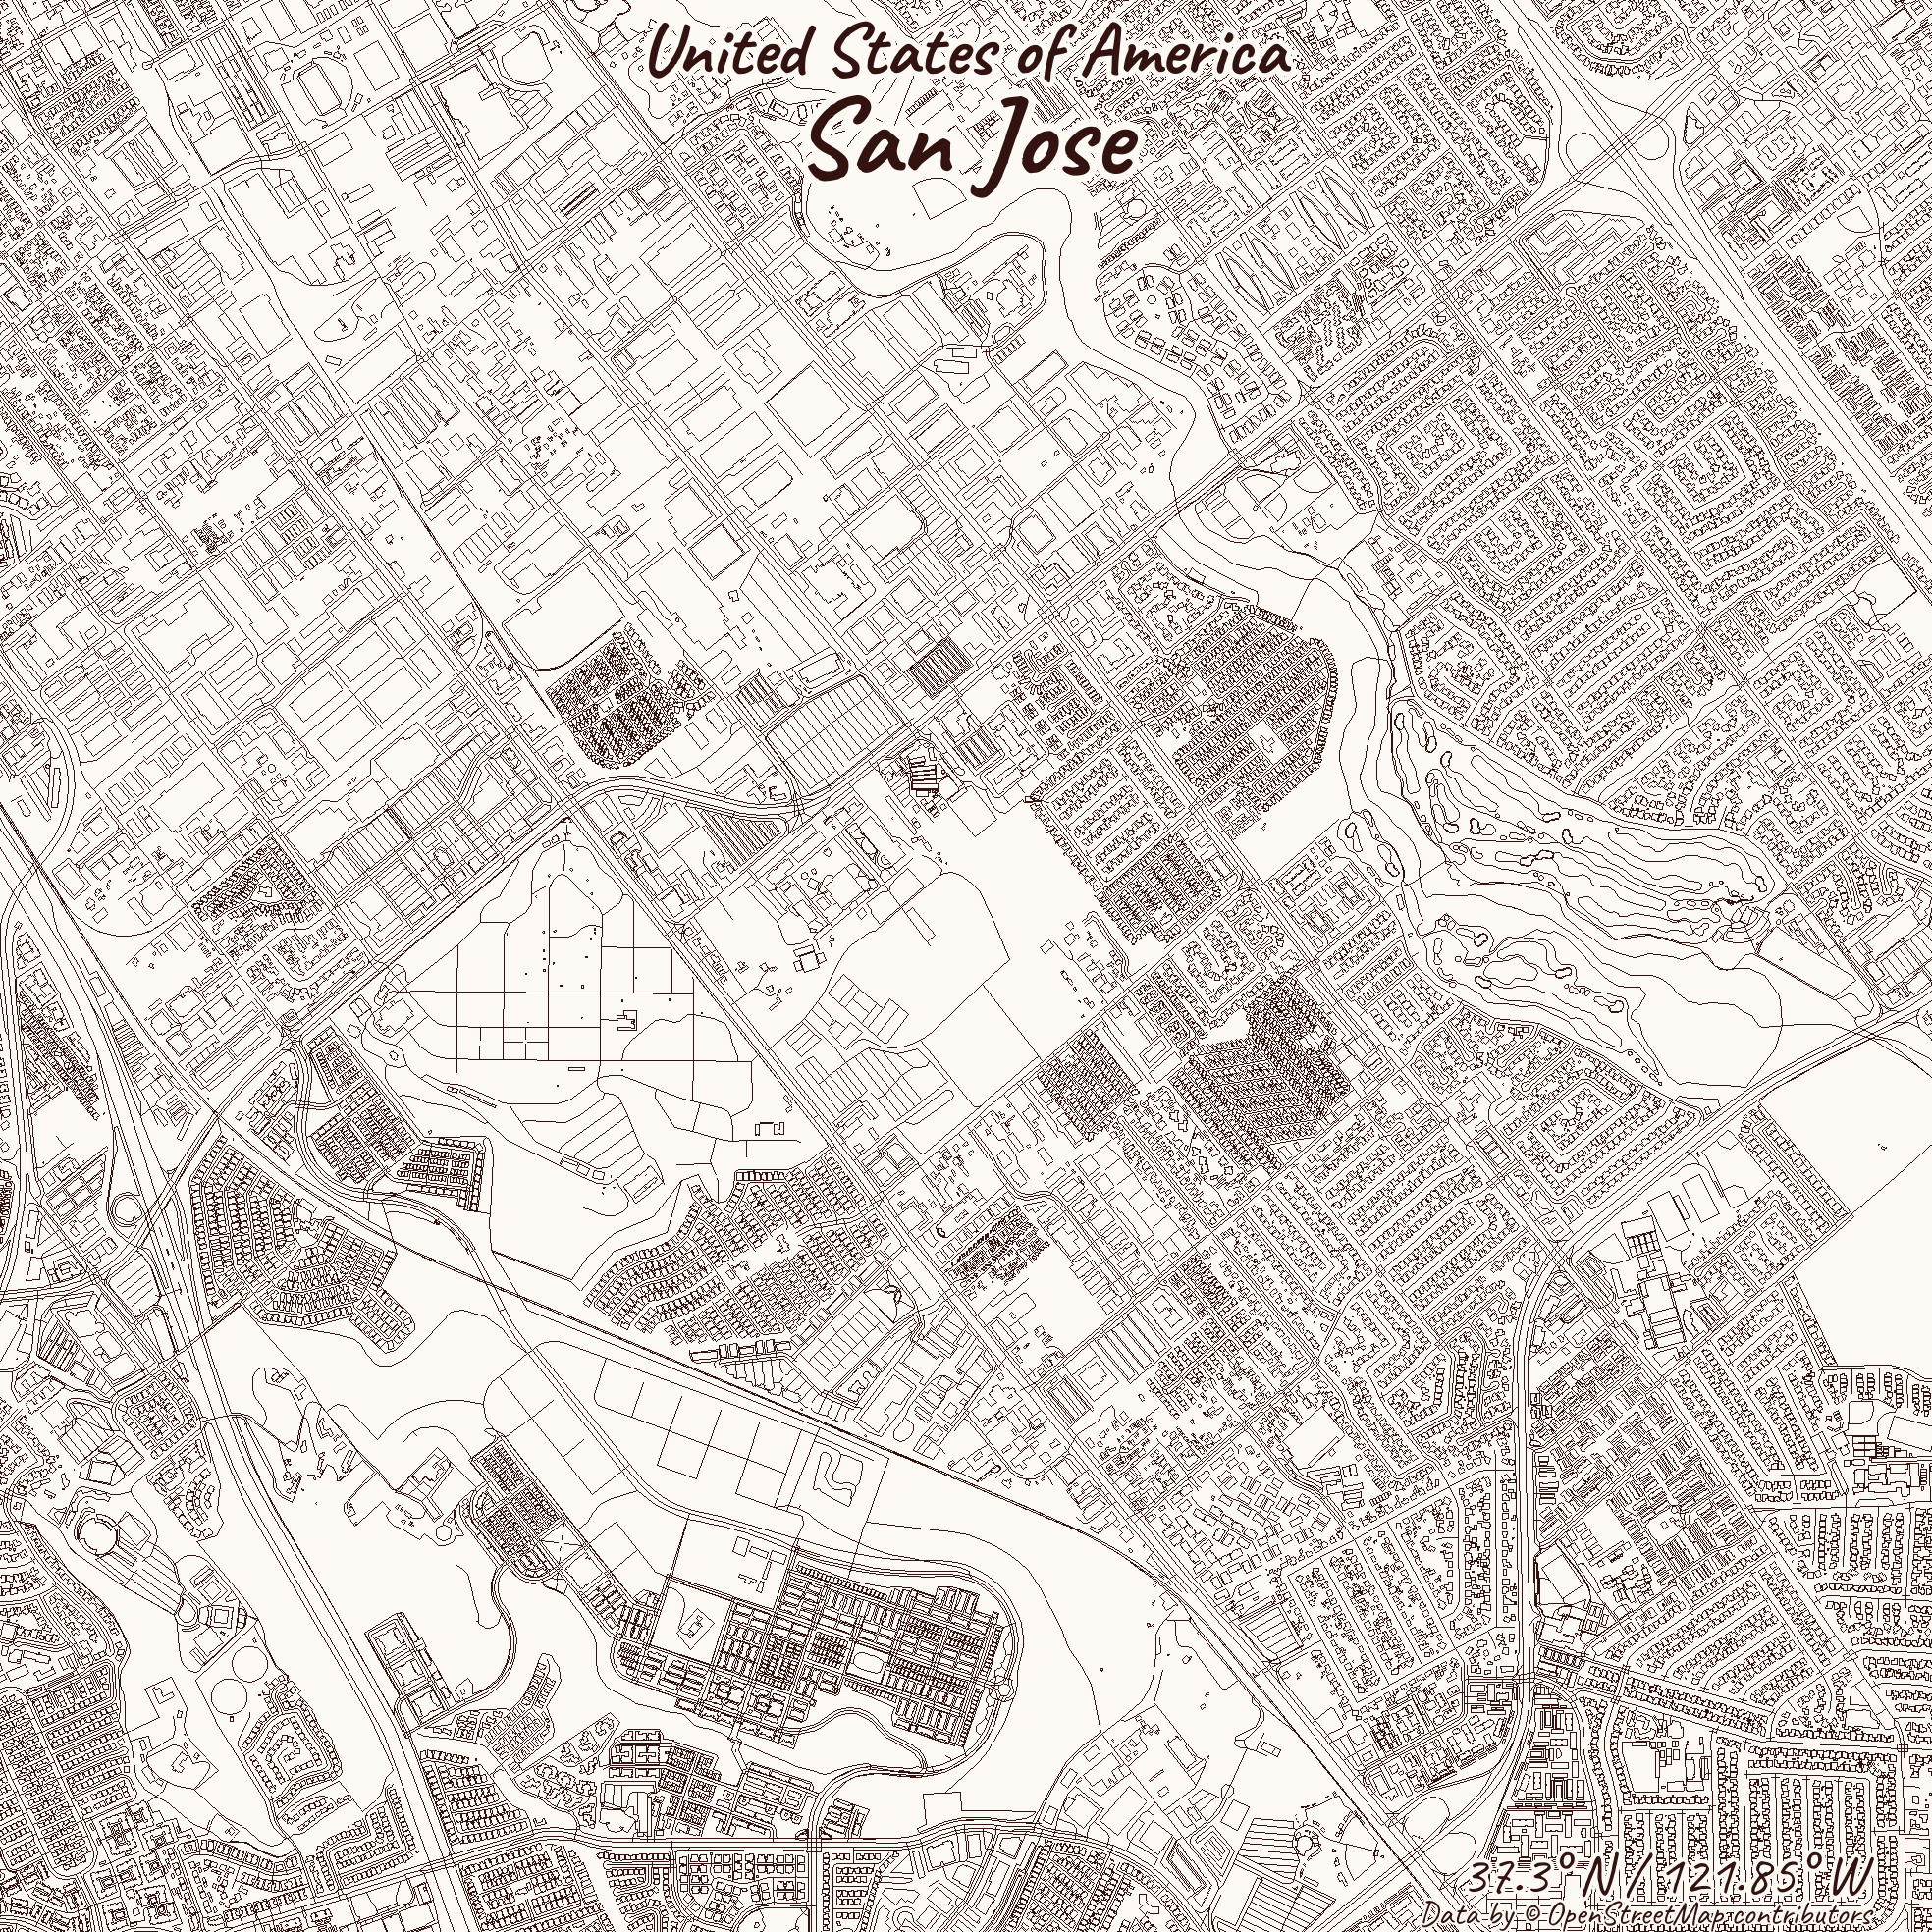 United States of America
San Jose
37.3° N / 121.85° W
Data by © OpenStreetMap contributors